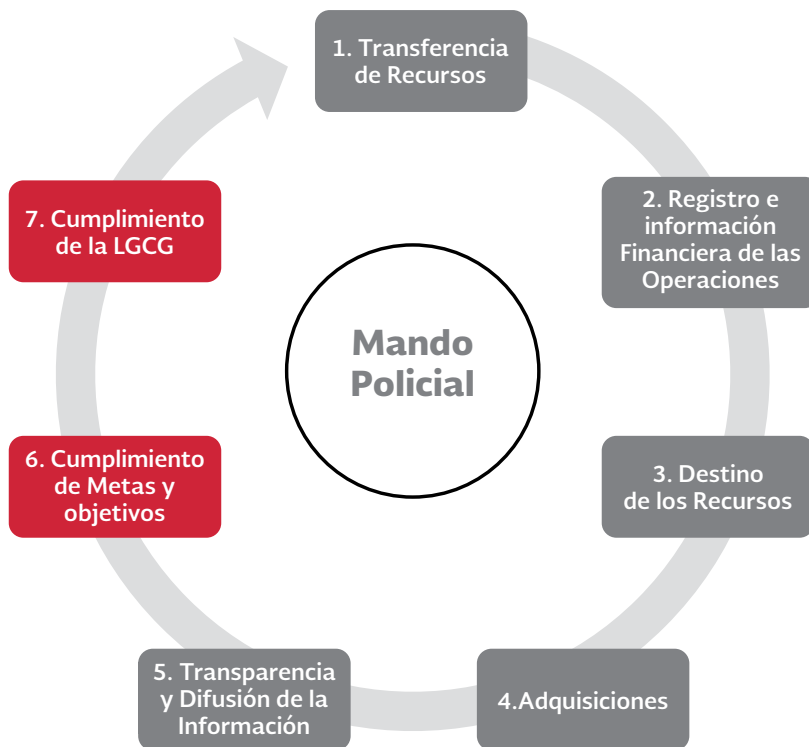 1. Transferencia
de Recursos
2. Registro e
información
Financiera de las
Operaciones
3. Destino
de los Recursos
4.Adquisiciones
5. Transparencia
y Difusión de la
Información
6. Cumplimiento
de Metas y
objetivos
7. Cumplimiento
de la LGCG
Mando
Policial